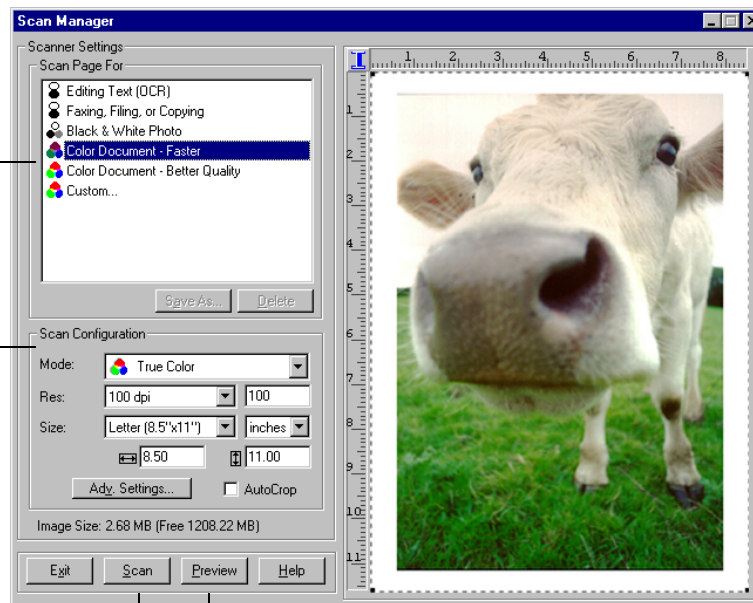 Scan Manager
Scanner Settings
Scan Page For
Editing Text (OCR)
Faxing, Filing, or Copying
Black & White Photo
Color Document - Faster
Color Document - Better Quality
Custom...
Save As... Delete
Scan Configuration
Mode: True Color
Res: 100 dpi 100
Size: Letter (8.5"x11") inches
8.50 11.00
Adv. Settings... AutoCrop
Image Size: 2.68 MB (Free 1208.22 MB)
Exit Scan Preview Help
1 2 3 4 5 6 7 8
1
2
3
4
5
6
7
8
9
10
11